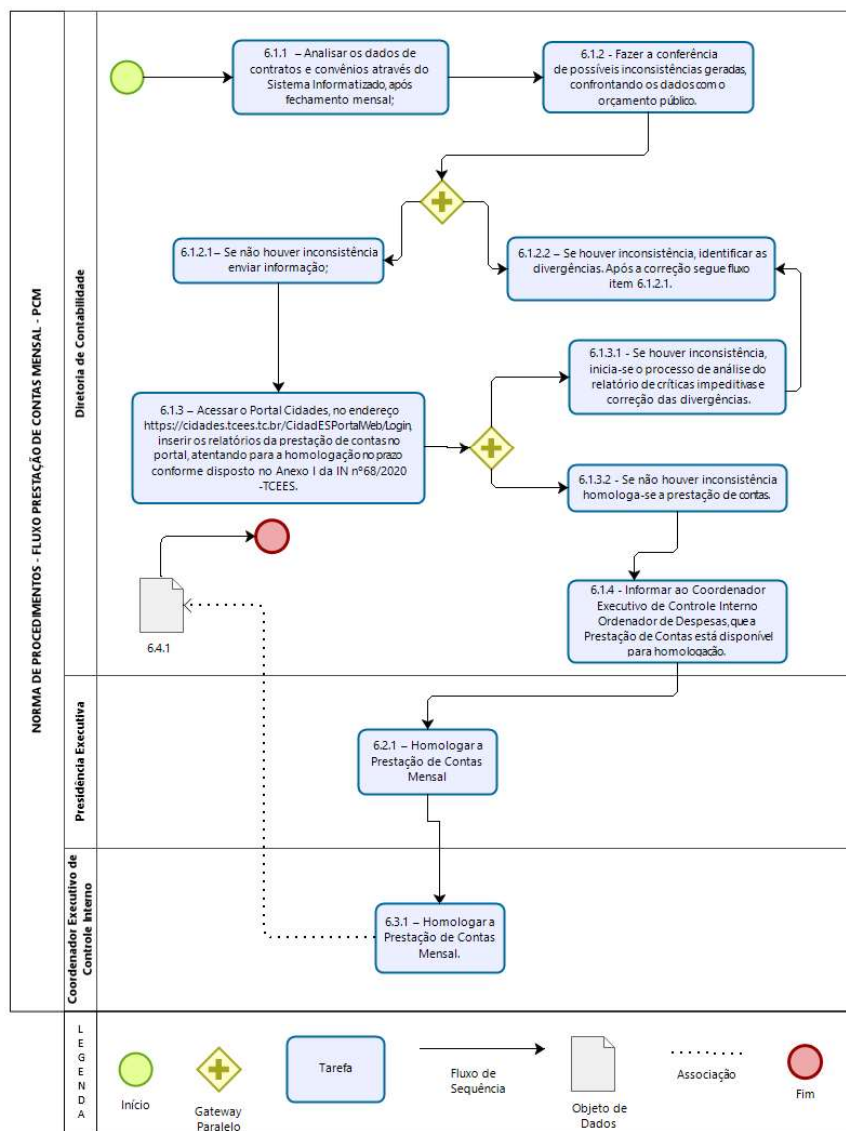 NORMA DE PROCEDIMENTOS - FLUXO PRESTAÇÃO DE CONTAS MENSAL - PCM
Diretoria de Contabilidade
6.1.1 – Analisar os dados de
contratos e convênios através do
Sistema Informatizado, após
fechamento mensal;
6.1.2 - Fazer a conferência
de possíveis inconsistências geradas,
confrontando os dados com o
orçamento público.
6.1.2.1– Se não houver inconsistência
enviar informação;
6.1.2.2 – Se houver inconsistência, identificar as
divergências. Após a correção segue fluxo
item 6.1.2.1.
6.1.3 – Acessar o Portal Cidades, no endereço
https://cidades.tcees.tc.br/CidadESPortalWeb/Login,
inserir os relatórios da prestação de contas no
portal, atentando para a homologação no prazo
conforme disposto no Anexo I da IN nº68/2020
-TCEES.
6.1.3.1 - Se houver inconsistência,
inicia-se o processo de análise do
relatório de críticas impeditivas e
correção das divergências.
6.1.3.2 – Se não houver inconsistência
homologa-se a prestação de contas.
6.4.1
6.1.4 - Informar ao Coordenador
Executivo de Controle Interno
Ordenador de Despesas, que a
Prestação de Contas está disponível
para homologação.
Presidência Executiva
6.2.1 – Homologar a
Prestação de Contas
Mensal
Coordenador Executivo de
Controle Interno
6.3.1 – Homologar a
Prestação de Contas
Mensal.
LEGENDA
Início
Gateway
Paralelo
Tarefa
Fluxo de
Sequência
Objeto de
Dados
Associação
Fim